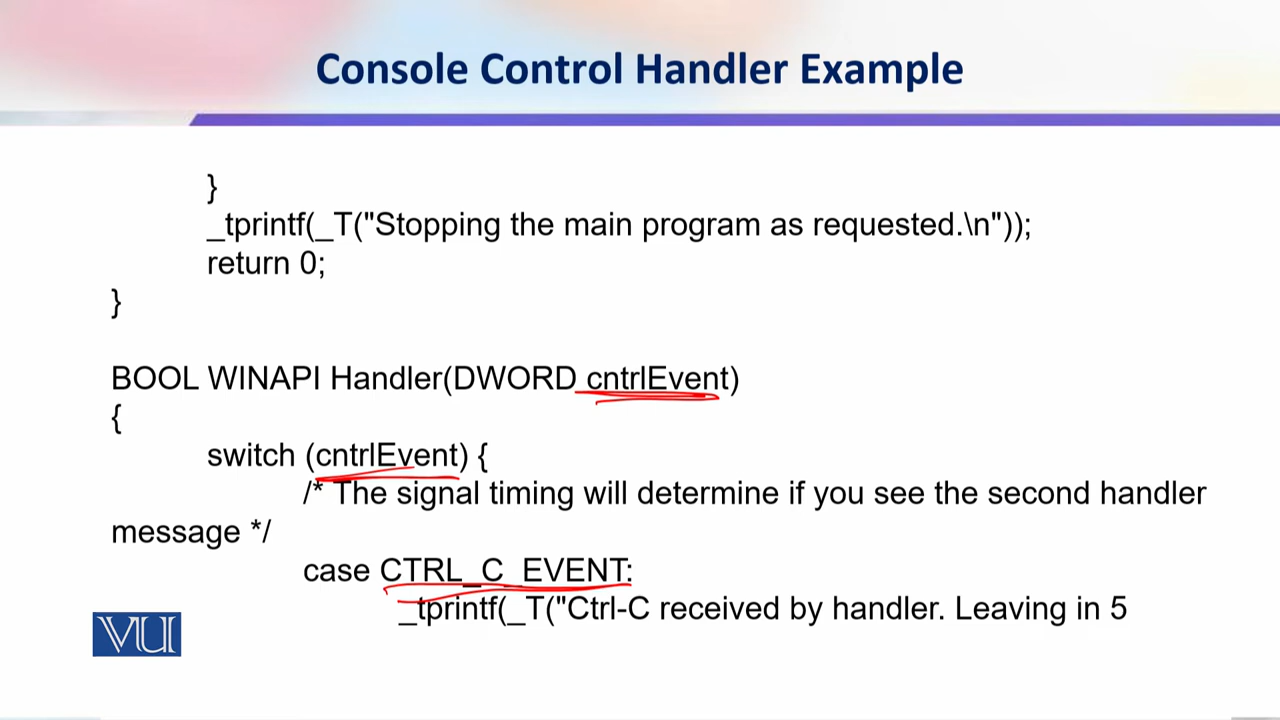 Console Control Handler Example
}
_tprintf(_T("Stopping the main program as requested.\n"));
return 0;
}
BOOL WINAPI Handler(DWORD cntrlEvent)
{
switch (cntrlEvent) {
/* The signal timing will determine if you see the second handler
message */
case CTRL_C_EVENT:
_tprintf(_T("Ctrl-C received by handler. Leaving in 5
VU